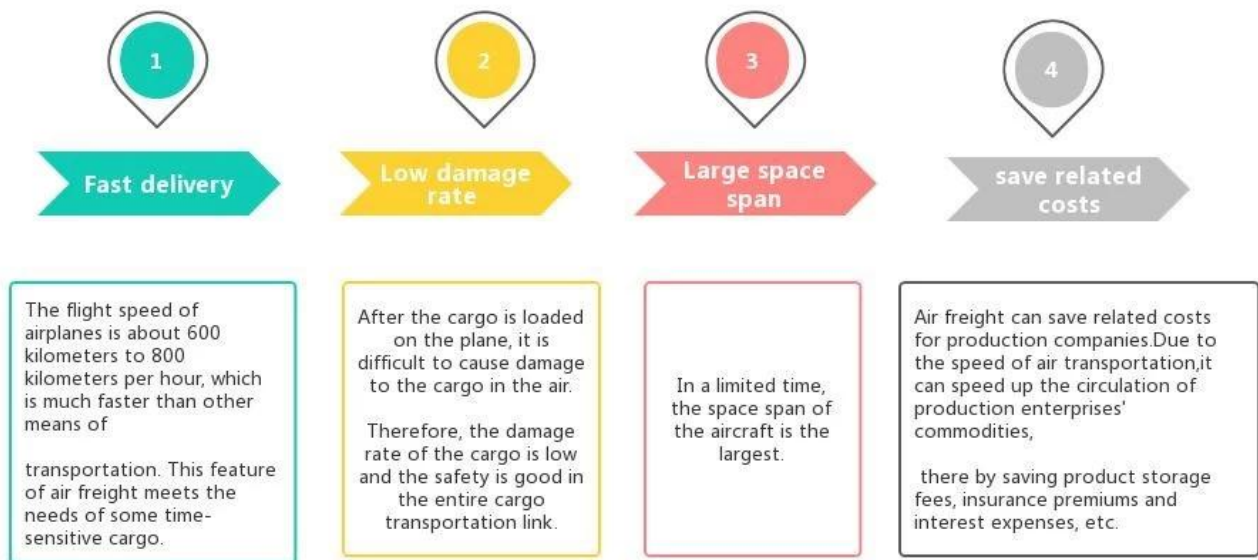 1
Fast delivery
The flight speed of
airplanes is about 600
kilometers to 800
kilometers per hour, which
is much faster than other
means of
transportation. This feature
of air freight meets the
needs of some time-
sensitive cargo.
2
Low damage
rate
After the cargo is loaded
on the plane, it is
difficult to cause damage
to the cargo in the air.
Therefore, the damage
rate of the cargo is low
and the safety is good in
the entire cargo
transportation link.
3
Large space
span
In a limited time,
the space span of
the aircraft is the
largest.
4
save related
costs
Air freight can save related costs
for production companies.Due to
the speed of air transportation,it
can speed up the circulation of
production enterprises'
commodities,
there by saving product storage
fees, insurance premiums and
interest expenses, etc.